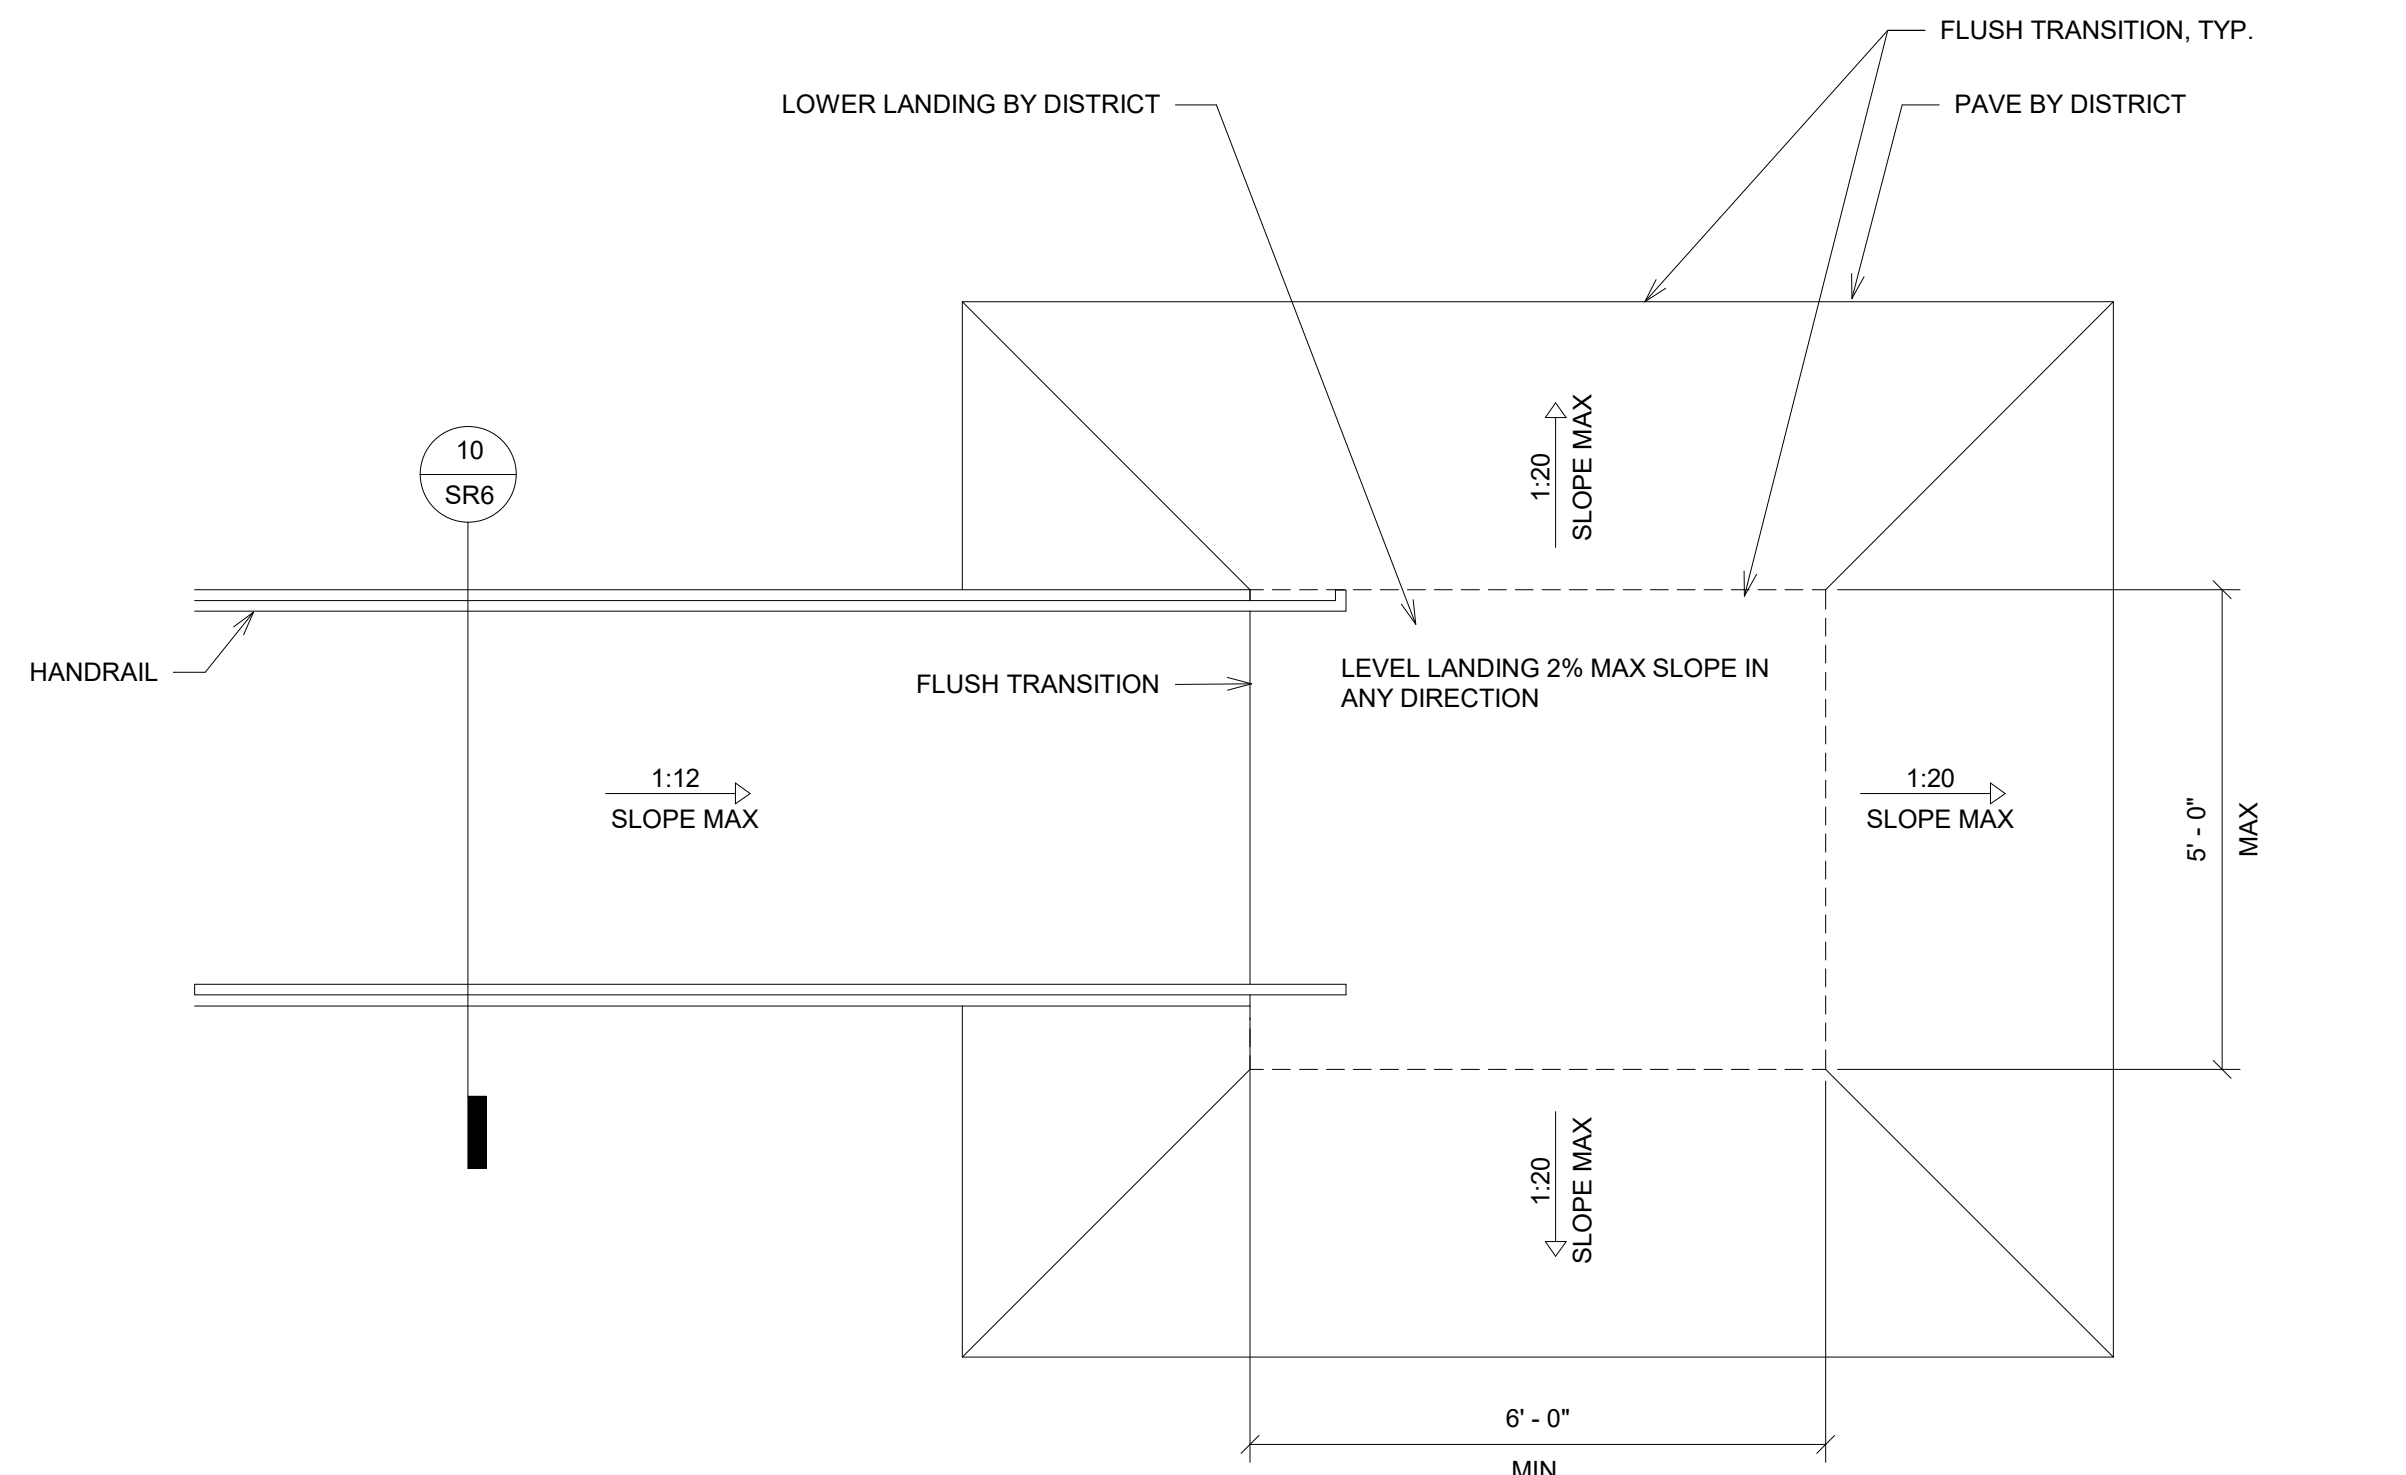 FLUSH TRANSITION, TYP.
LOWER LANDING BY DISTRICT
PAVE BY DISTRICT
1:20
SLOPE MAX
10
SR6
HANDRAIL
FLUSH TRANSITION
LEVEL LANDING 2% MAX SLOPE IN
ANY DIRECTION
1:12
SLOPE MAX
1:20
SLOPE MAX
5' - 0"
MAX
1:20
SLOPE MAX
6' - 0"
MIN